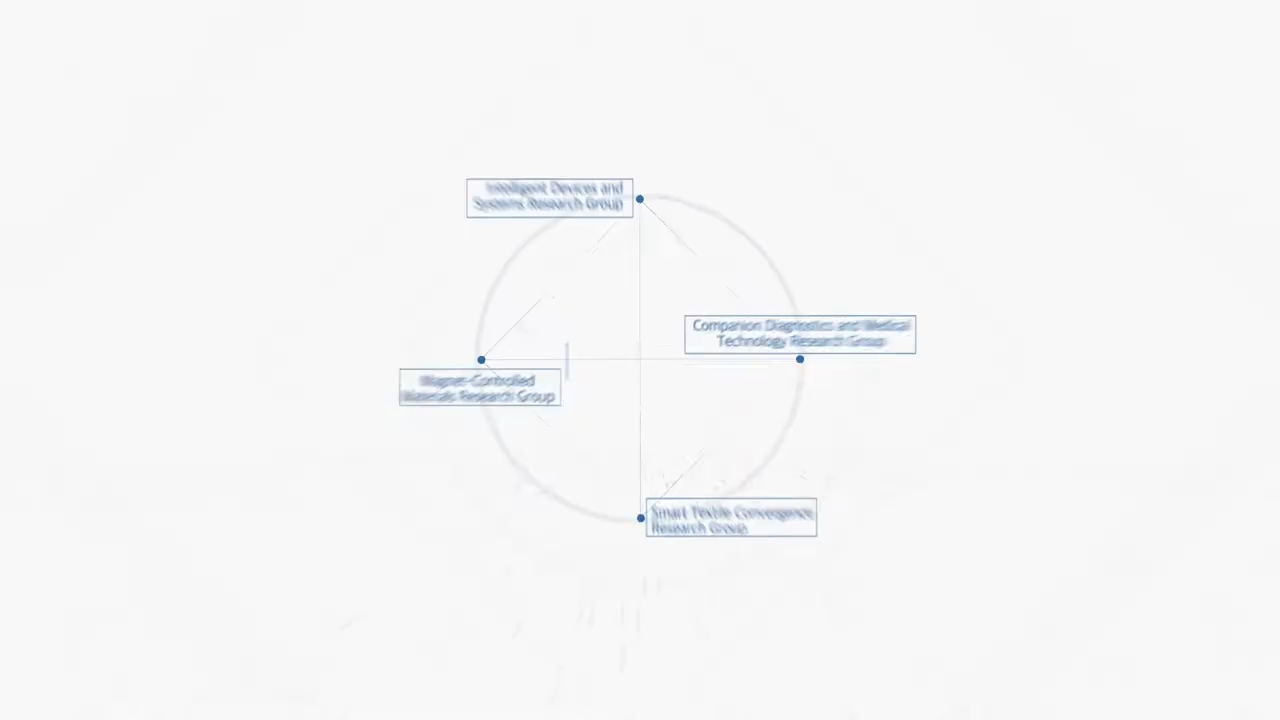 Intelligent Devices and
Systems Research Group
Companion Diagnostics and Medical
Technology Research Group
Magnet-Controlled
Materials Research Group
Smart Textile Convergence
Research Group